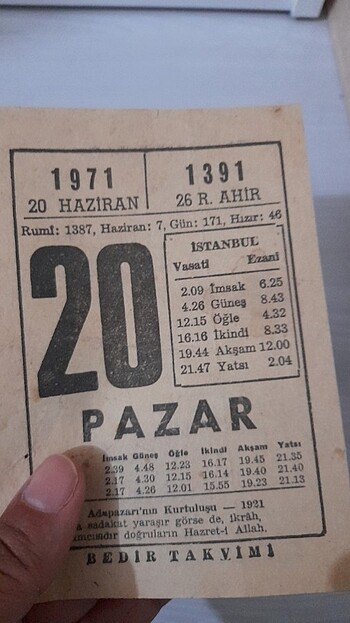 1971 1391
20 HAZİRAN 26 R. AHİR
Rumî: 1387, Haziran: 7, Gün: 171, Hızır: 46
20
İSTANBUL
Vasati Ezani
2.09 İmsak 6.25
4.26 Güneş 8.43
12.15 Öğle 4.32
16.16 İkindi 8.33
19.44 Akşam 12.00
21.47 Yatsı 2.04
PAZAR
İmsak Güneş Öğle İkindi Akşam Yatsı
2.39 4.48 12.23 16.17 19.45 21.35
2.17 4.30 12.15 16.14 19.40 21.40
2.17 4.26 12.01 15.55 19.23 21.13
Adapazarı'nın Kurtuluşu — 1921
sadakat yaraşır görse de, ikrâh,
doğruların Hazret-i Allah.
BEDİR TAKVİMİ